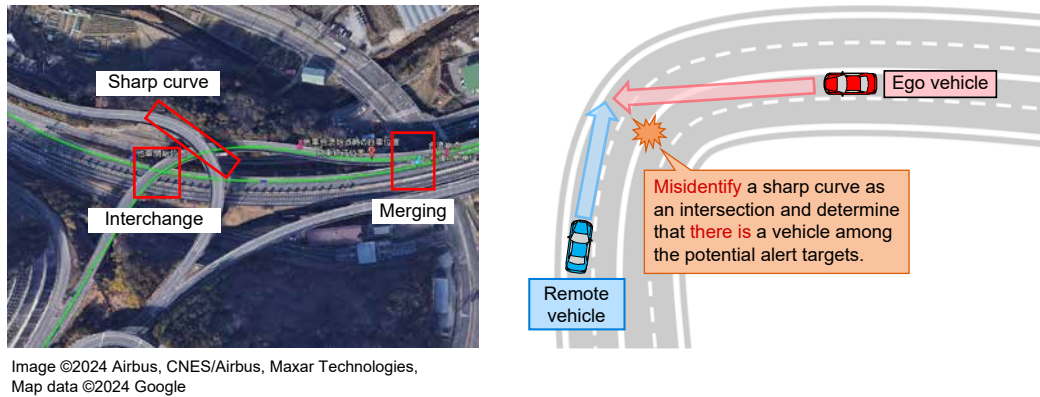 Sharp curve
Interchange
Merging
Image ©2024 Airbus, CNES/Airbus, Maxar Technologies,
Map data ©2024 Google
Ego vehicle
Misidentify a sharp curve as
an intersection and determine
that there is a vehicle among
the potential alert targets.
Remote
vehicle